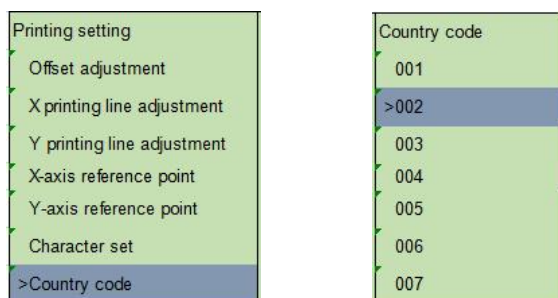 Printing setting
Offset adjustment
X printing line adjustment
Y printing line adjustment
X-axis reference point
Y-axis reference point
Character set
>Country code
Country code
001
>002
003
004
005
006
007